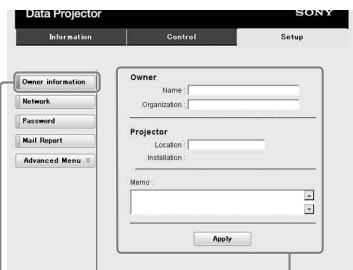 Data Projector SONY
Information Control Setup
Owner information
Network
Password
Mail Report
Advanced Menu
Owner
Name :
Organization :
Projector
Location :
Installation :
Memo :
Apply